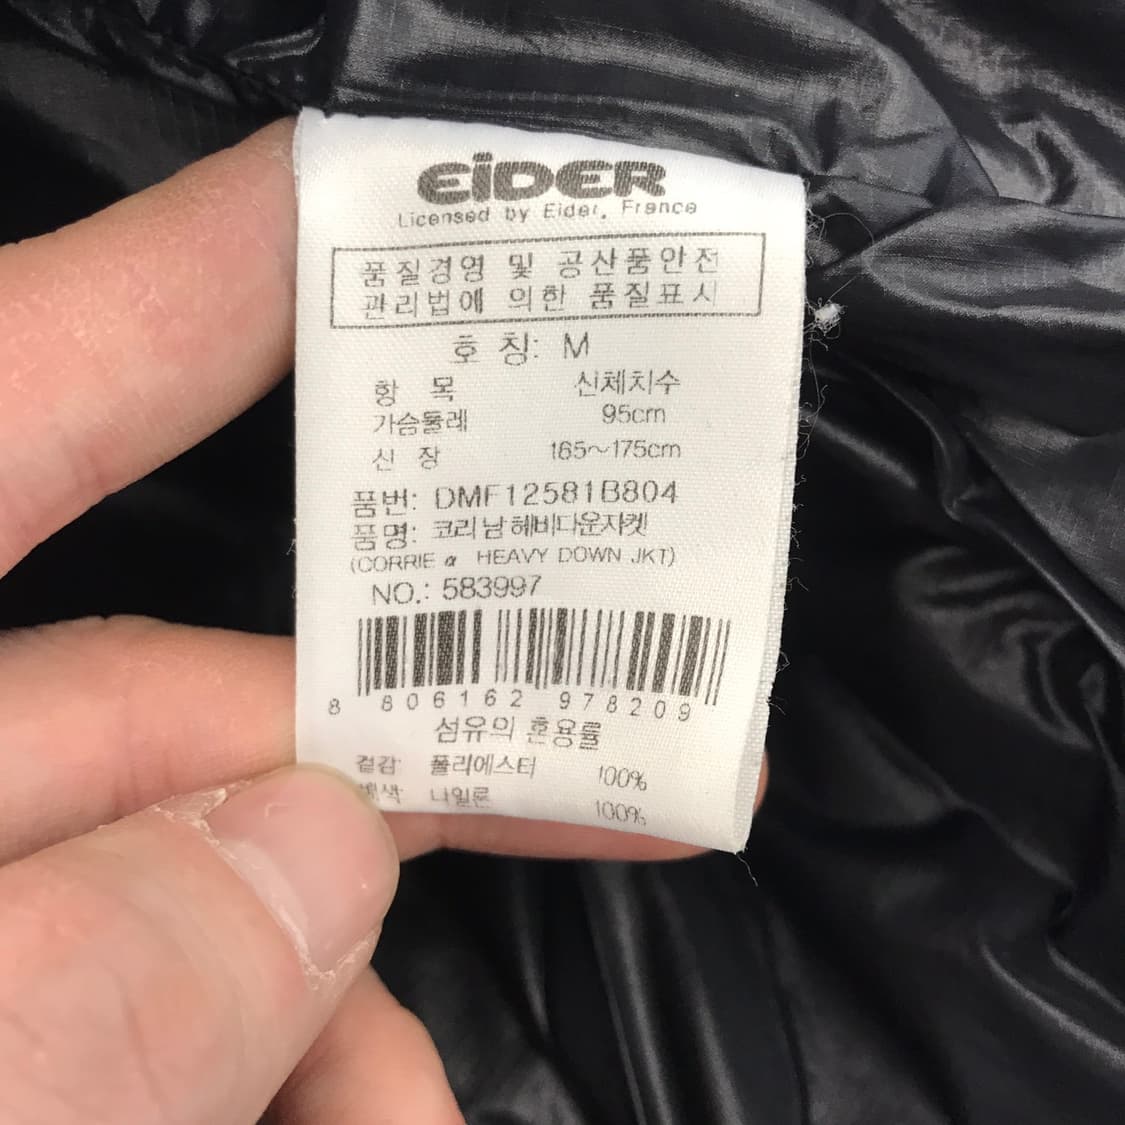 EiDER
Licensed by Eider, France
품질경영 및 공산품안전
관리법에 의한 품질표시
호 칭: M
항 목 신체치수
가슴둘레 95cm
신 장 165~175cm
품번: DMF12581B804
품명: 코리 남 헤비다운자켓
(CORRIE α HEAVY DOWN JKT)
NO.: 583997
8 806162 978209
섬유의 혼용률
겉감 폴리에스터 100%
배색 나일론 100%